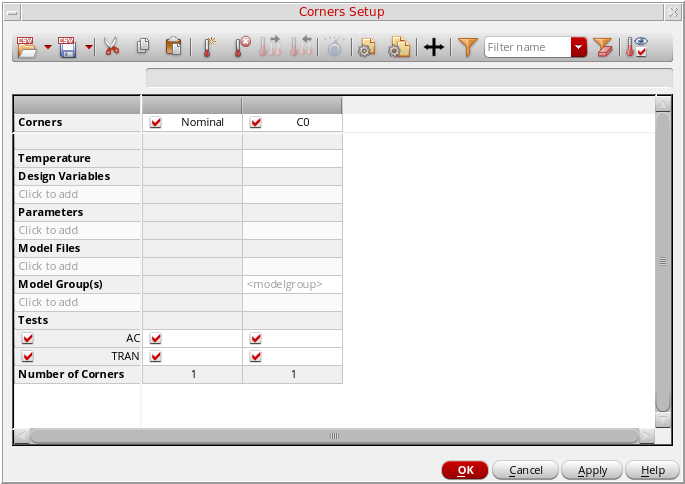 Corners Setup
CSV CSV Filter name
Corners Nominal C0
Temperature
Design Variables
Click to add
Parameters
Click to add
Model Files
Click to add
Model Group(s) <modelgroup>
Click to add
Tests
AC
TRAN
Number of Corners 1 1
OK Cancel Apply Help